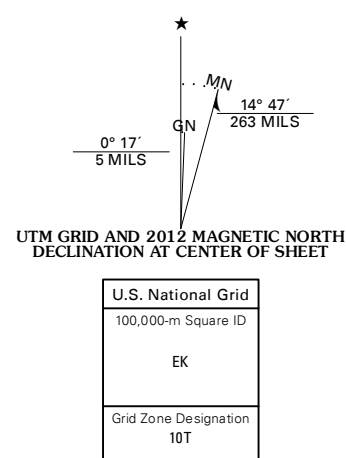 ★
MN
GN
14° 47´
263 MILS
0° 17´
5 MILS
UTM GRID AND 2012 MAGNETIC NORTH
DECLINATION AT CENTER OF SHEET
U.S. National Grid
100,000-m Square ID
EK
Grid Zone Designation
10T